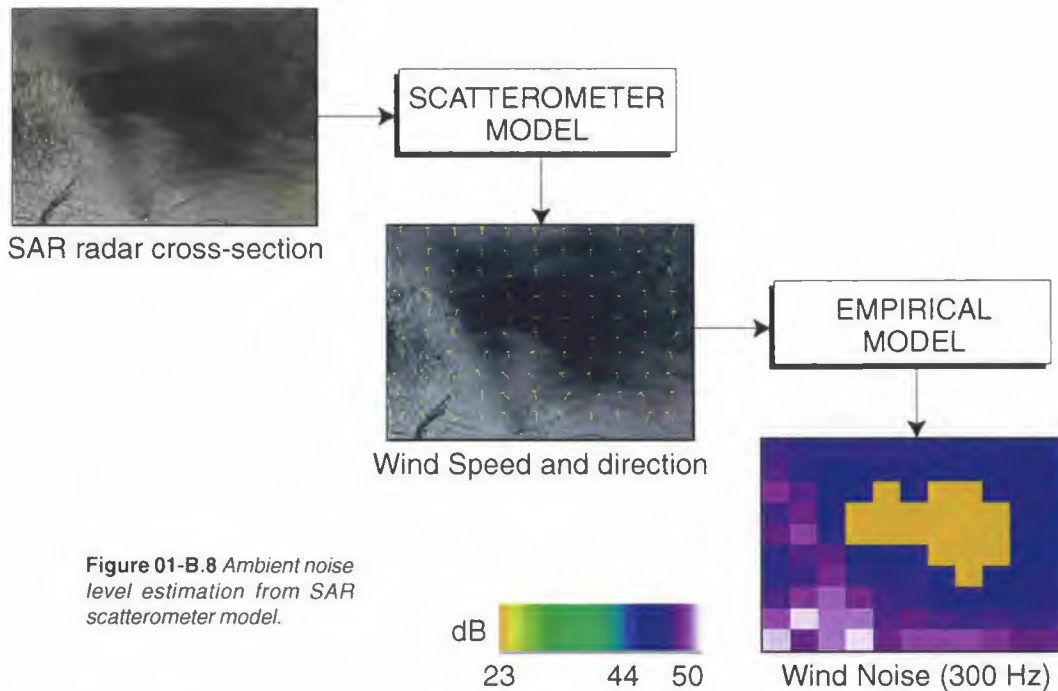 SCATTEROMETER
MODEL
SAR radar cross-section
EMPIRICAL
MODEL
Wind Speed and direction
Figure 01-B.8 Ambient noise
level estimation from SAR
scatterometer model.
dB
23 44 50
Wind Noise (300 Hz)